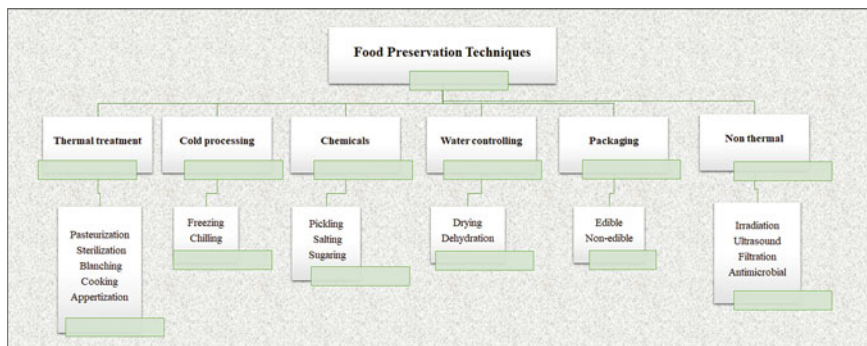 Food Preservation Techniques
Thermal treatment
Cold processing
Chemicals
Water controlling
Packaging
Non thermal
Pasteurization
Sterilization
Blanching
Cooking
Appertization
Freezing
Chilling
Pickling
Salting
Sugaring
Drying
Dehydration
Edible
Non-edible
Irradiation
Ultrasound
Filtration
Antimicrobial